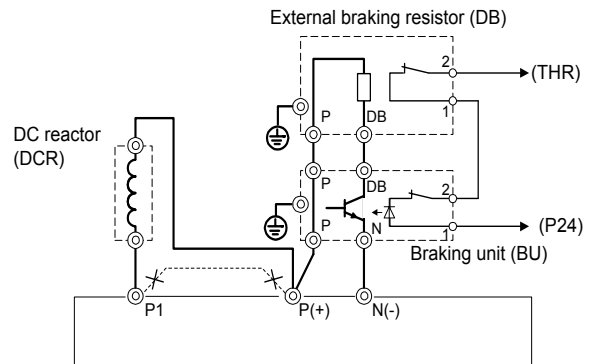 External braking resistor (DB)
2
(THR)
1
P
DB
DC reactor
(DCR)
P
DB
2
P
N
1
(P24)
Braking unit (BU)
P1
P(+)
N(-)